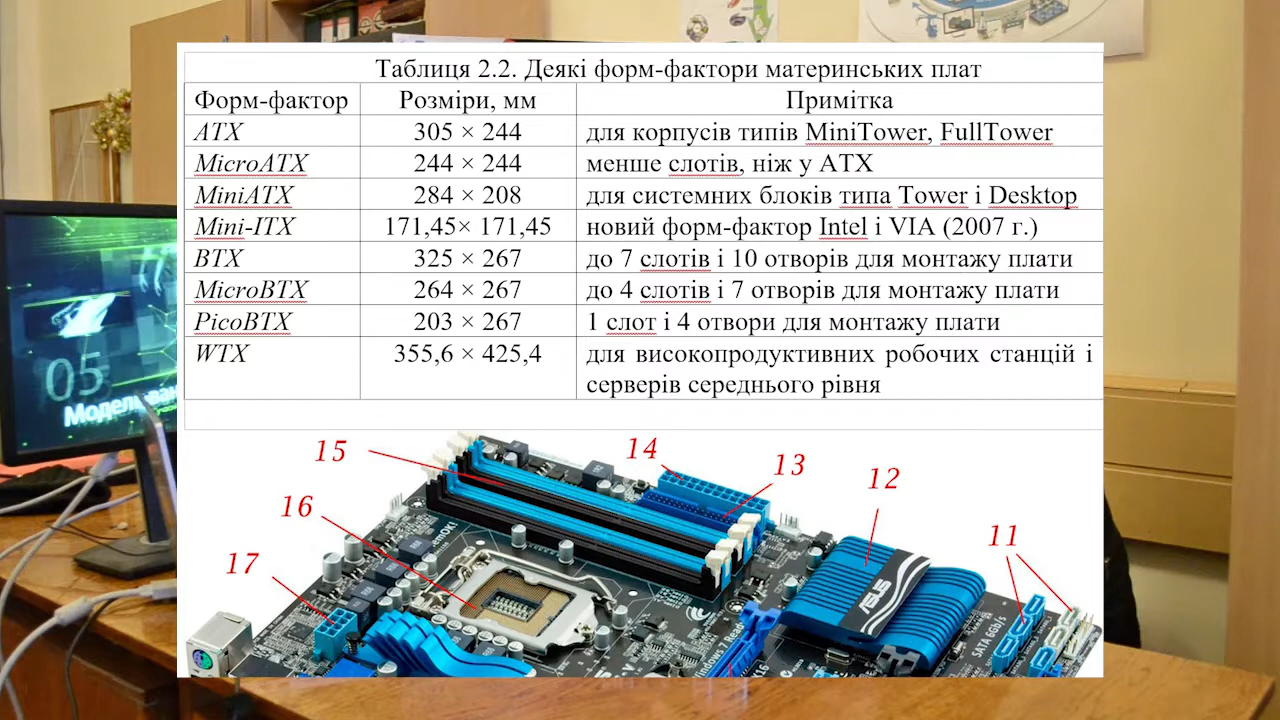 Таблиця 2.2. Деякі форм-фактори материнських плат
Форм-фактор Розміри, мм Примітка
ATX 305 × 244 для корпусів типів MiniTower, FullTower
MicroATX 244 × 244 менше слотів, ніж у ATX
MiniATX 284 × 208 для системних блоків типа Tower і Desktop
Mini-ITX 171,45× 171,45 новий форм-фактор Intel і VIA (2007 г.)
BTX 325 × 267 до 7 слотів і 10 отворів для монтажу плати
MicroBTX 264 × 267 до 4 слотів і 7 отворів для монтажу плати
PicoBTX 203 × 267 1 слот і 4 отвори для монтажу плати
WTX 355,6 × 425,4 для високопродуктивних робочих станцій і
серверів середнього рівня
05
15
14
13
12
11
16
17
ASUS
SATA 6Gb/s
Windows 7 Ready